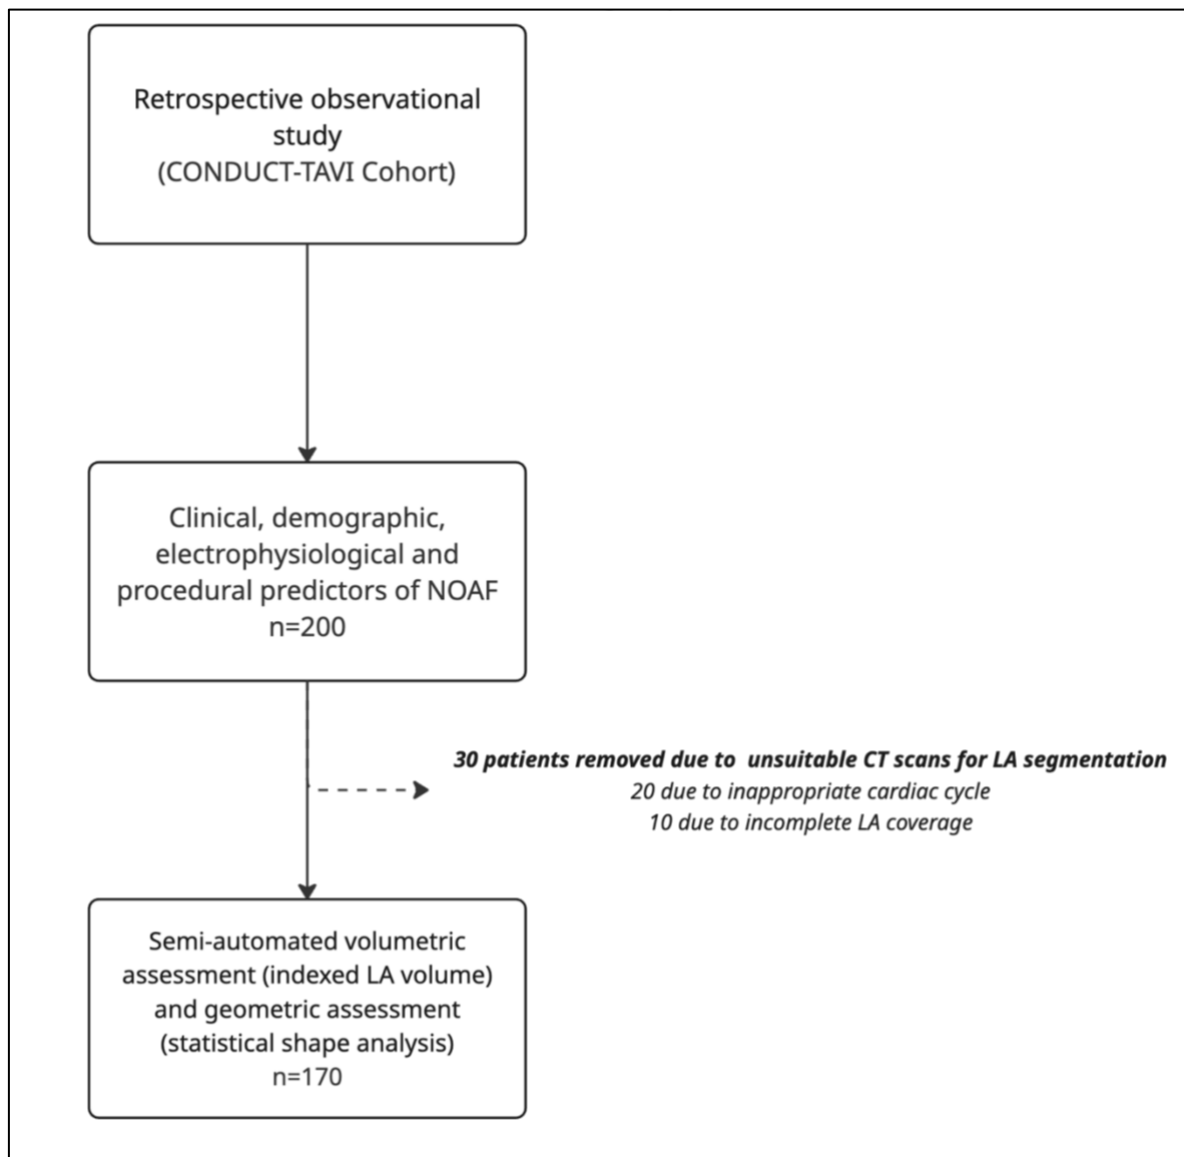 Retrospective observational
study
(CONDUCT-TAVI Cohort)
Clinical, demographic,
electrophysiological and
procedural predictors of NOAF
n=200
30 patients removed due to  unsuitable CT scans for LA segmentation
20 due to inappropriate cardiac cycle
10 due to incomplete LA coverage
Semi-automated volumetric
assessment (indexed LA volume)
and geometric assessment
(statistical shape analysis)
n=170